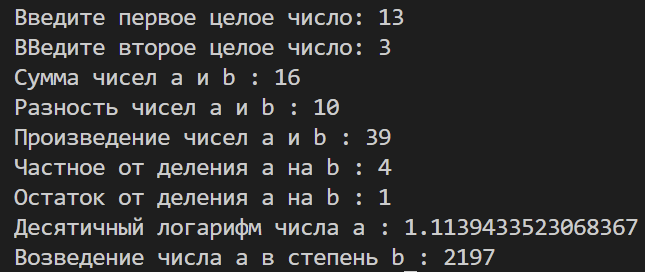 Введите первое целое число: 13
ВВедите второе целое число: 3
Сумма чисел a и b : 16
Разность чисел a и b : 10
Произведение чисел a и b : 39
Частное от деления a на b : 4
Остаток от деления a на b : 1
Десятичный логарифм числа a : 1.1139433523068367
Возведение числа a в степень b : 2197